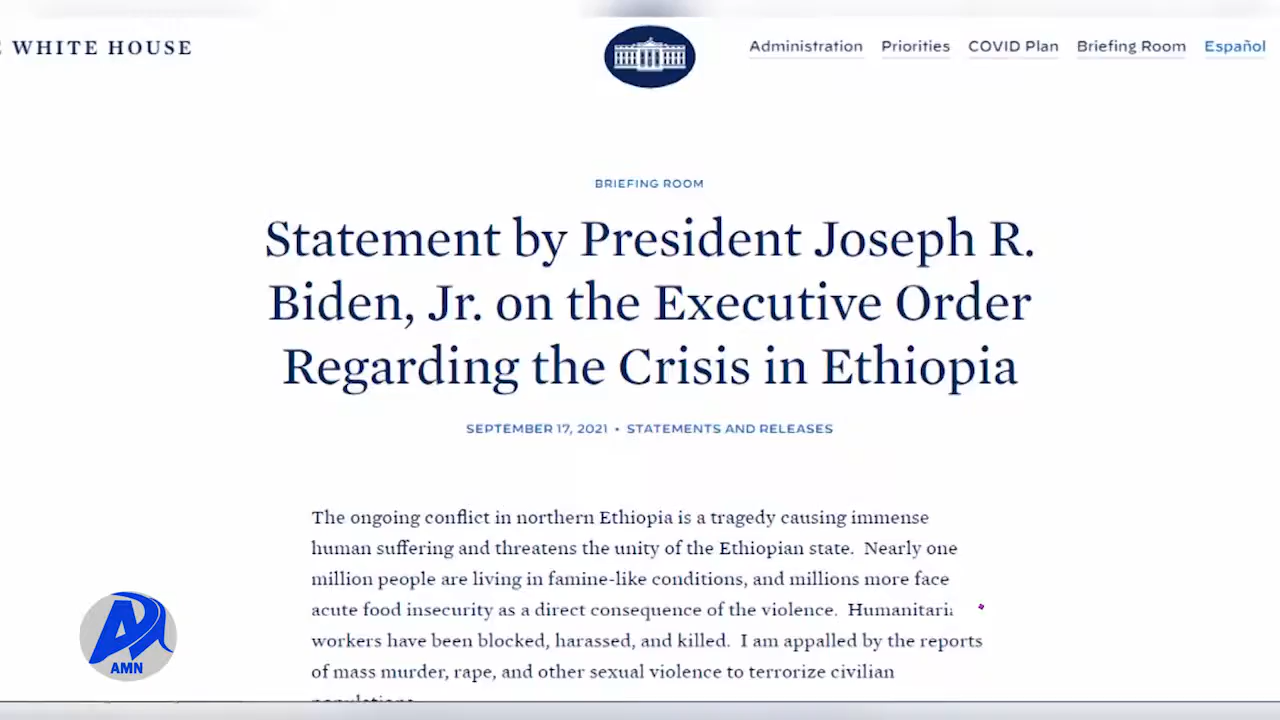 WHITE HOUSE
Administration Priorities COVID Plan Briefing Room Español
BRIEFING ROOM
Statement by President Joseph R.
Biden, Jr. on the Executive Order
Regarding the Crisis in Ethiopia
SEPTEMBER 17, 2021 • STATEMENTS AND RELEASES
The ongoing conflict in northern Ethiopia is a tragedy causing immense
human suffering and threatens the unity of the Ethiopian state. Nearly one
million people are living in famine-like conditions, and millions more face
acute food insecurity as a direct consequence of the violence. Humanitari
workers have been blocked, harassed, and killed. I am appalled by the reports
of mass murder, rape, and other sexual violence to terrorize civilian
AMN